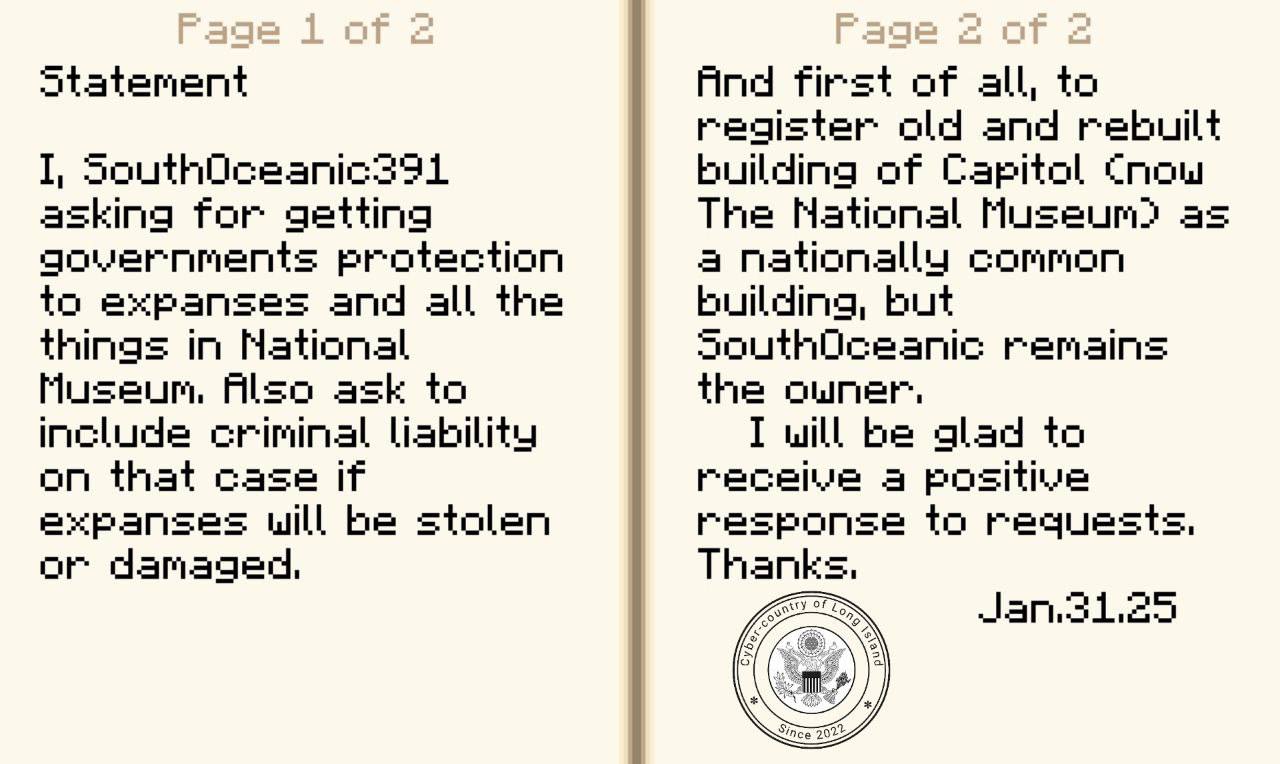 Page 1 of 2
Statement
I, SouthOceanic391
asking for getting
governments protection
to expanses and all the
things in National
Museum. Also ask to
include criminal liability
on that case if
expanses will be stolen
or damaged.
Page 2 of 2
And first of all, to
register old and rebuilt
building of Capitol (now
The National Museum) as
a nationally common
building, but
SouthOceanic remains
the owner.
I will be glad to
receive a positive
response to requests.
Thanks.
Jan.31.25
Cyber-country of Long Island
* *
Since 2022